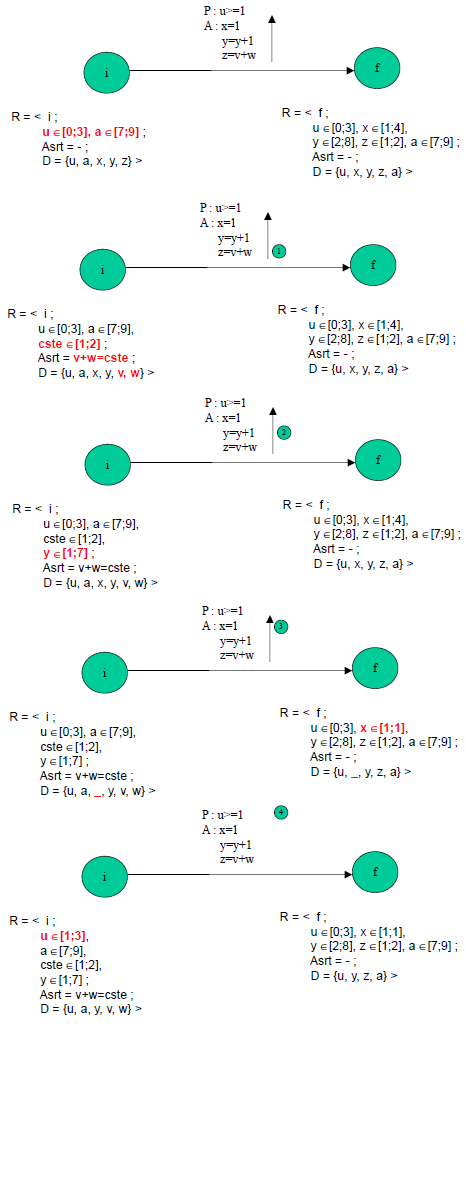 P : u>=1
A : x=1
y=y+1
z=v+w
i
f
R = < i ;
u ∈ [0;3], a ∈ [7;9] ;
Asrt = - ;
D = {u, a, x, y, z} >
R = < f ;
u ∈ [0;3], x ∈ [1;4],
y ∈ [2;8], z ∈ [1;2], a ∈ [7;9] ;
Asrt = - ;
D = {u, x, y, z, a} >
P : u>=1
A : x=1
y=y+1
z=v+w
1
i
f
R = < i ;
u ∈ [0;3], a ∈ [7;9],
cste ∈ [1;2] ;
Asrt = v+w=cste ;
D = {u, a, x, y, v, w} >
R = < f ;
u ∈ [0;3], x ∈ [1;4],
y ∈ [2;8], z ∈ [1;2], a ∈ [7;9] ;
Asrt = - ;
D = {u, x, y, z, a} >
P : u>=1
A : x=1
y=y+1
z=v+w
2
i
f
R = < i ;
u ∈ [0;3], a ∈ [7;9],
cste ∈ [1;2],
y ∈ [1;7] ;
Asrt = v+w=cste ;
D = {u, a, x, y, v, w} >
R = < f ;
u ∈ [0;3], x ∈ [1;4],
y ∈ [2;8], z ∈ [1;2], a ∈ [7;9] ;
Asrt = - ;
D = {u, x, y, z, a} >
P : u>=1
A : x=1
y=y+1
z=v+w
3
i
f
R = < i ;
u ∈ [0;3], a ∈ [7;9],
cste ∈ [1;2],
y ∈ [1;7] ;
Asrt = v+w=cste ;
D = {u, a, _, y, v, w} >
R = < f ;
u ∈ [0;3], x ∈ [1;1],
y ∈ [2;8], z ∈ [1;2], a ∈ [7;9] ;
Asrt = - ;
D = {u, _, y, z, a} >
P : u>=1
A : x=1
y=y+1
z=v+w
4
i
f
R = < i ;
u ∈ [1;3],
a ∈ [7;9],
cste ∈ [1;2],
y ∈ [1;7] ;
Asrt = v+w=cste ;
D = {u, a, y, v, w} >
R = < f ;
u ∈ [0;3], x ∈ [1;1],
y ∈ [2;8], z ∈ [1;2], a ∈ [7;9] ;
Asrt = - ;
D = {u, y, z, a} >